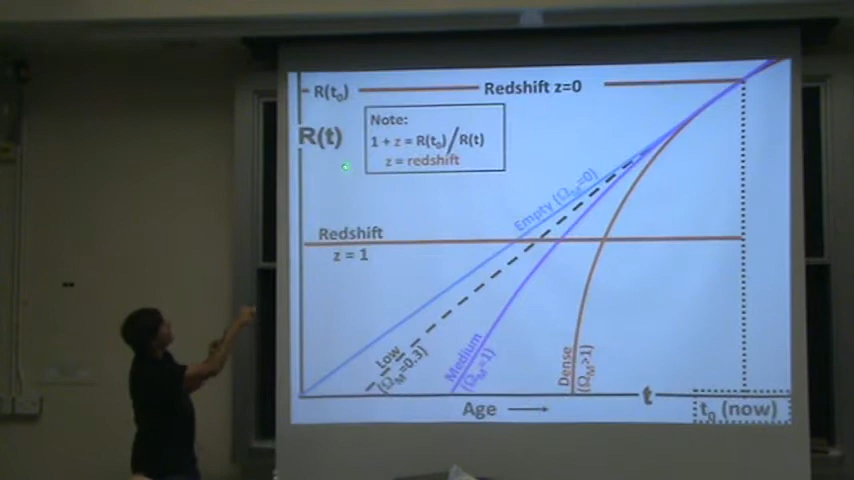 R(t₀)
Redshift z=0
Note:
1 + z = R(t₀)/R(t)
z = redshift
R(t)
Empty (Ωₘ=0)
Redshift
z = 1
Low
(Ωₘ=0.3)
Medium
(Ωₘ=1)
Dense
(Ωₘ>1)
t
Age
t₀ (now)